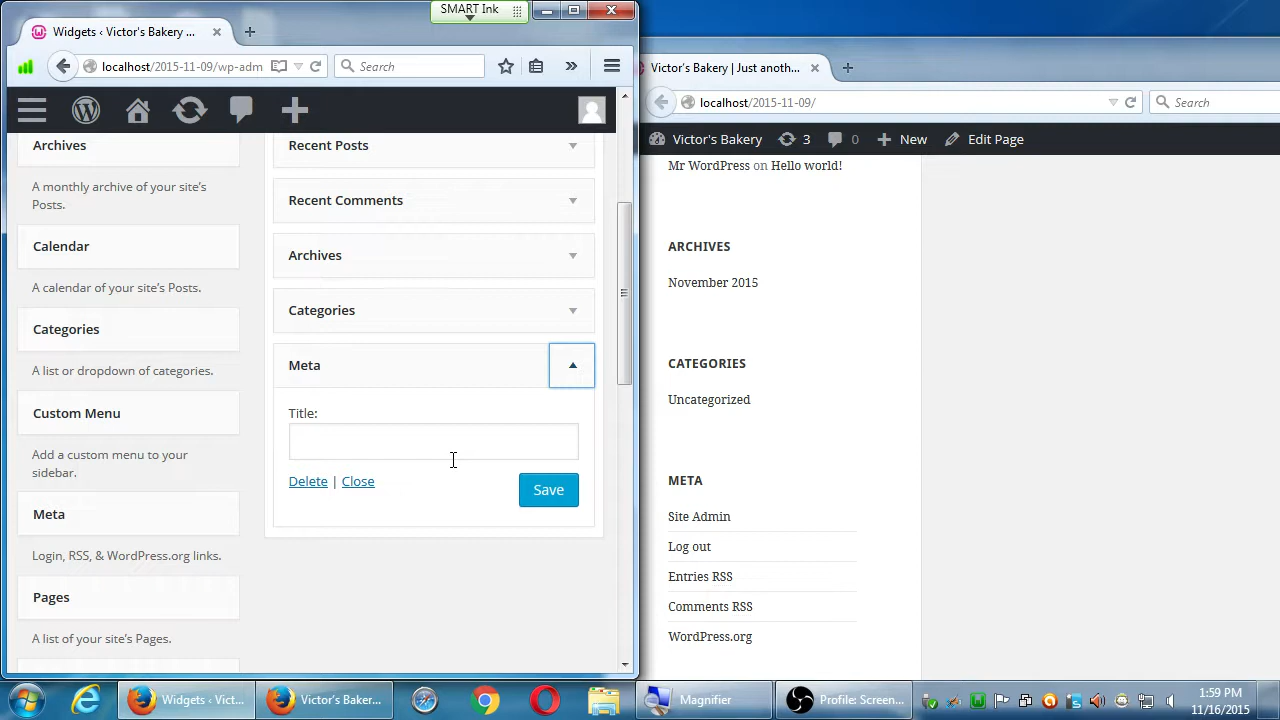 SMART Ink
Widgets ‹ Victor's Bakery ...
localhost/2015-11-09/wp-adm
Search
Archives
A monthly archive of your site's
Posts.
Calendar
A calendar of your site's Posts.
Categories
A list or dropdown of categories.
Custom Menu
Add a custom menu to your
sidebar.
Meta
Login, RSS, & WordPress.org links.
Pages
A list of your site's Pages.
Recent Posts
Recent Comments
Archives
Categories
Meta
Title:
Delete | Close
Save
Victor's Bakery | Just anoth...
localhost/2015-11-09/
Search
Victor's Bakery 3 0 New Edit Page
Mr WordPress on Hello world!
ARCHIVES
November 2015
CATEGORIES
Uncategorized
META
Site Admin
Log out
Entries RSS
Comments RSS
WordPress.org
Widgets ‹ Vict...
Victor's Baker...
Magnifier
Profile: Screen...
1:59 PM
11/16/2015